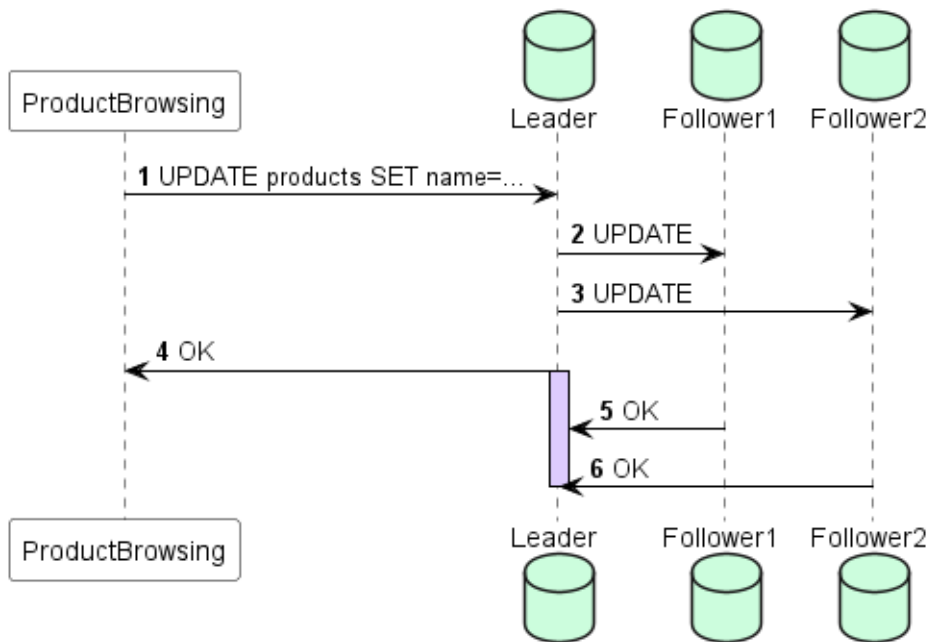 Leader Follower1 Follower2
ProductBrowsing
1 UPDATE products SET name=...
2 UPDATE
3 UPDATE
4 OK
5 OK
6 OK
Leader Follower1 Follower2
ProductBrowsing